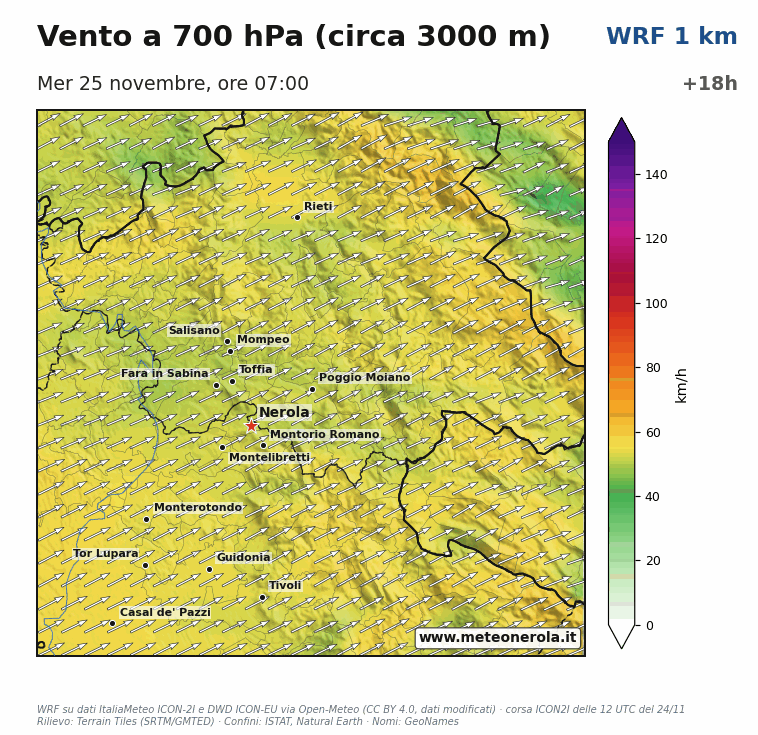 Vento a 700 hPa (circa 3000 m)
WRF 1 km
Mer 25 novembre, ore 07:00
+18h
Rieti
Salisano
Mompeo
Fara in Sabina
Toffia
Poggio Moiano
Nerola
Montorio Romano
Montelibretti
Monterotondo
Tor Lupara
Guidonia
Tivoli
Casal de' Pazzi
www.meteonerola.it
140
120
100
80
60
40
20
0
km/h
WRF su dati ItaliaMeteo ICON-2I e DWD ICON-EU via Open-Meteo (CC BY 4.0, dati modificati) · corsa ICON2I delle 12 UTC del 24/11
Rilievo: Terrain Tiles (SRTM/GMTED) · Confini: ISTAT, Natural Earth · Nomi: GeoNames